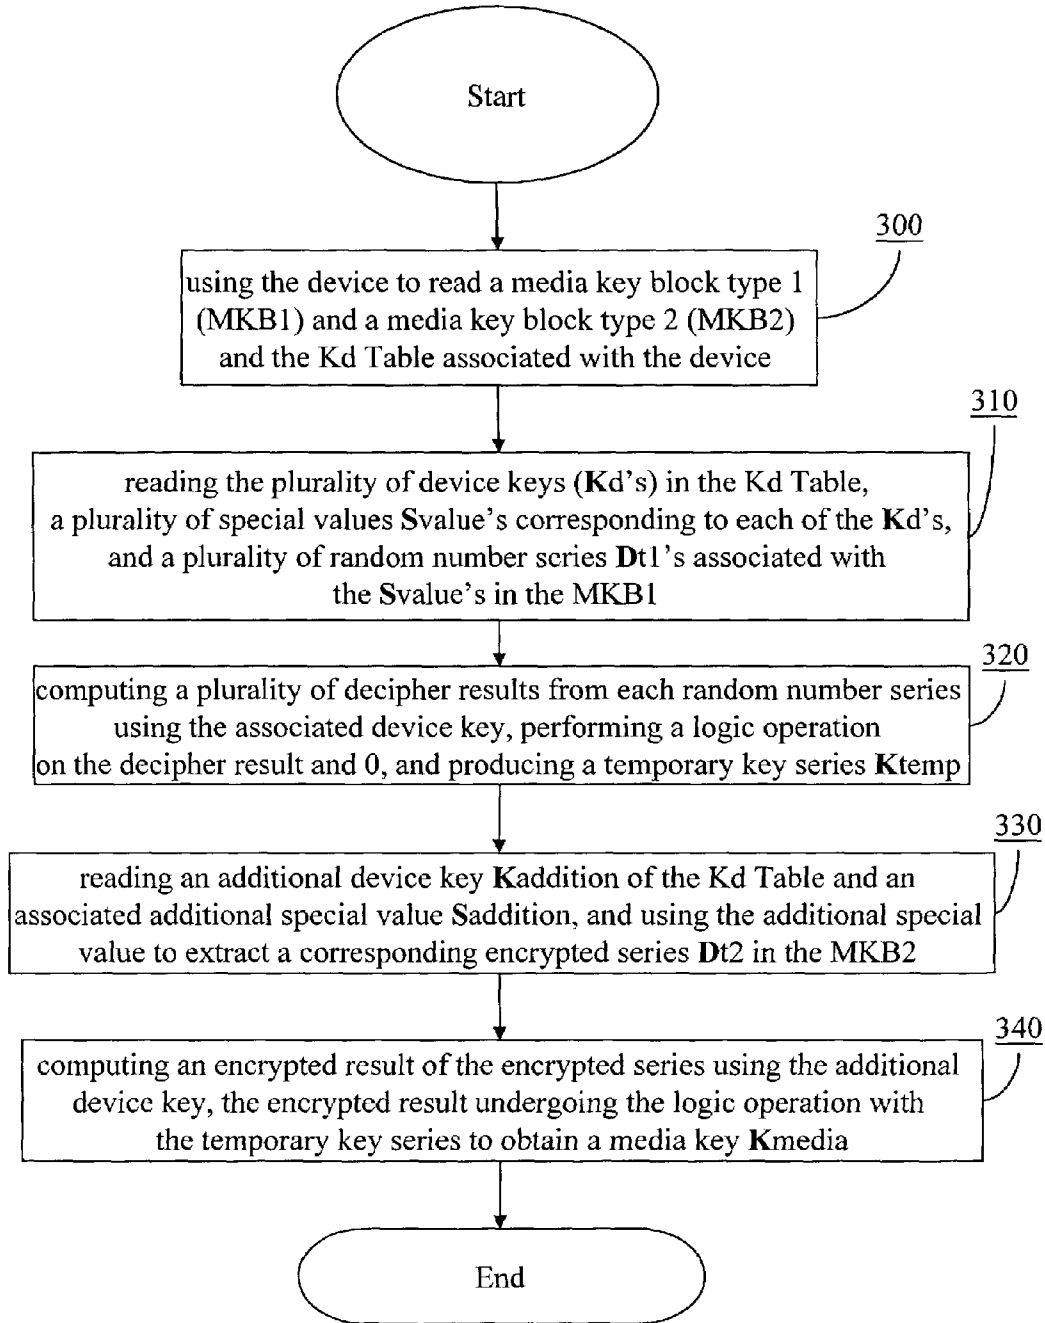 Start
300
using the device to read a media key block type 1
(MKB1) and a media key block type 2 (MKB2)
and the Kd Table associated with the device
310
reading the plurality of device keys (Kd's) in the Kd Table,
a plurality of special values Svalue's corresponding to each of the Kd's,
and a plurality of random number series Dt1's associated with
the Svalue's in the MKB1
320
computing a plurality of decipher results from each random number series
using the associated device key, performing a logic operation
on the decipher result and 0, and producing a temporary key series Ktemp
330
reading an additional device key Kaddition of the Kd Table and an
associated additional special value Saddition, and using the additional special
value to extract a corresponding encrypted series Dt2 in the MKB2
340
computing an encrypted result of the encrypted series using the additional
device key, the encrypted result undergoing the logic operation with
the temporary key series to obtain a media key Kmedia
End